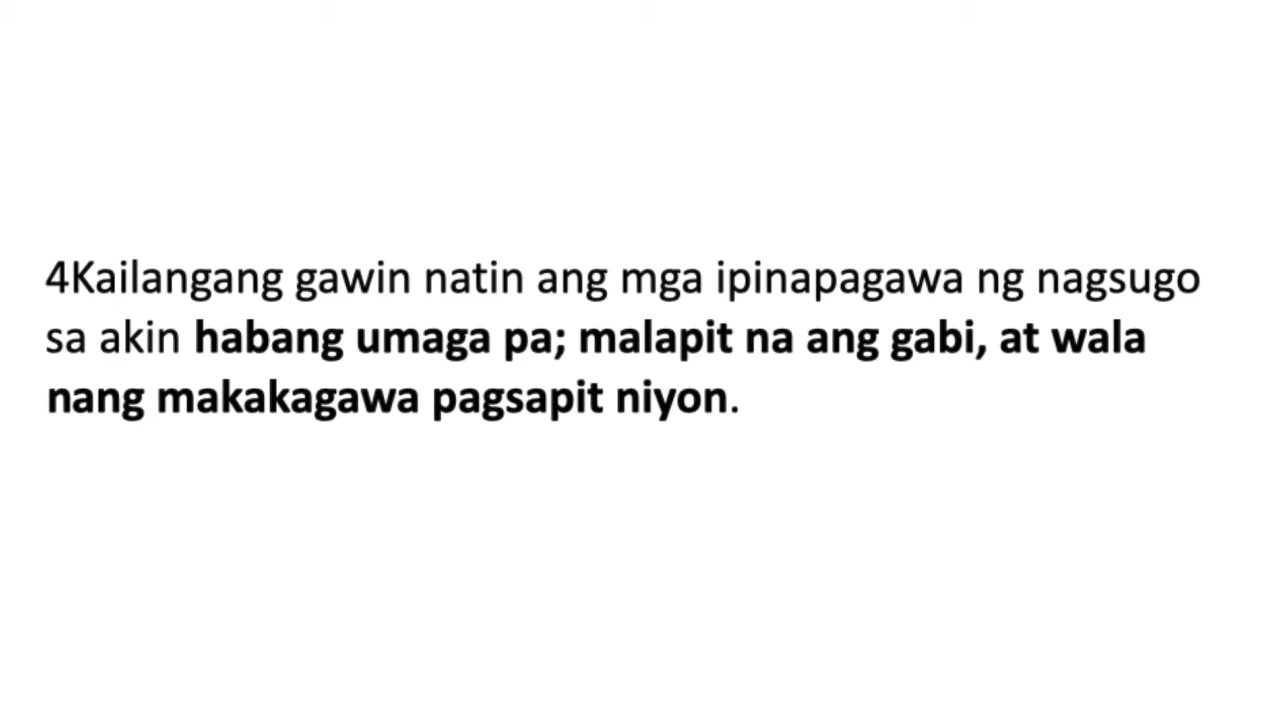 4Kailangang gawin natin ang mga ipinapagawa ng nagsugo
sa akin habang umaga pa; malapit na ang gabi, at wala
nang makakagawa pagsapit niyon.